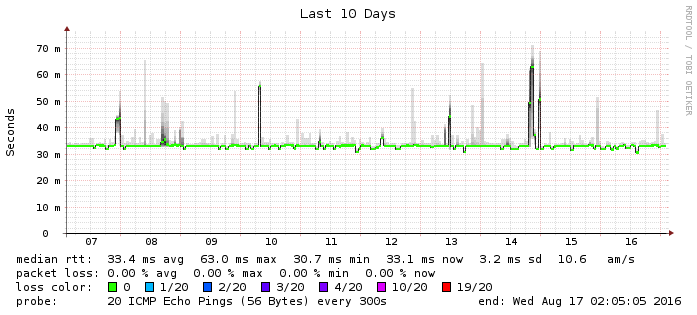 Last 10 Days
RRDTOOL / TOBI OETIKER
Seconds
70 m
60 m
50 m
40 m
30 m
20 m
10 m
0
07 08 09 10 11 12 13 14 15 16
median rtt: 33.4 ms avg 63.0 ms max 30.7 ms min 33.1 ms now 3.2 ms sd 10.6 am/s
packet loss: 0.00 % avg 0.00 % max 0.00 % min 0.00 % now
loss color: 0 1/20 2/20 3/20 4/20 10/20 19/20
probe: 20 ICMP Echo Pings (56 Bytes) every 300s end: Wed Aug 17 02:05:05 2016